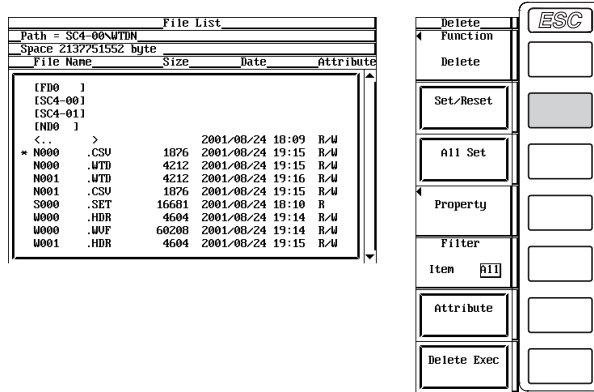 File List
Path = SC4-00\WTDN
Space 2137751552 byte
File Name Size Date Attribute
[FD0 ]
[SC4-00]
[SC4-01]
[ND0 ]
<.. > 2001/08/24 18:09 R/W
* N000 .CSV 1876 2001/08/24 19:15 R/W
N000 .WTD 4212 2001/08/24 19:15 R/W
N001 .WTD 4212 2001/08/24 19:16 R/W
N001 .CSV 1876 2001/08/24 19:15 R/W
S000 .SET 16681 2001/08/24 18:10 R
W000 .HDR 4604 2001/08/24 19:14 R/W
W000 .WVF 60208 2001/08/24 19:14 R/W
W001 .HDR 4604 2001/08/24 19:15 R/W
Delete
Function
Delete
Set/Reset
All Set
Property
Filter
Item All
Attribute
Delete Exec
ESC